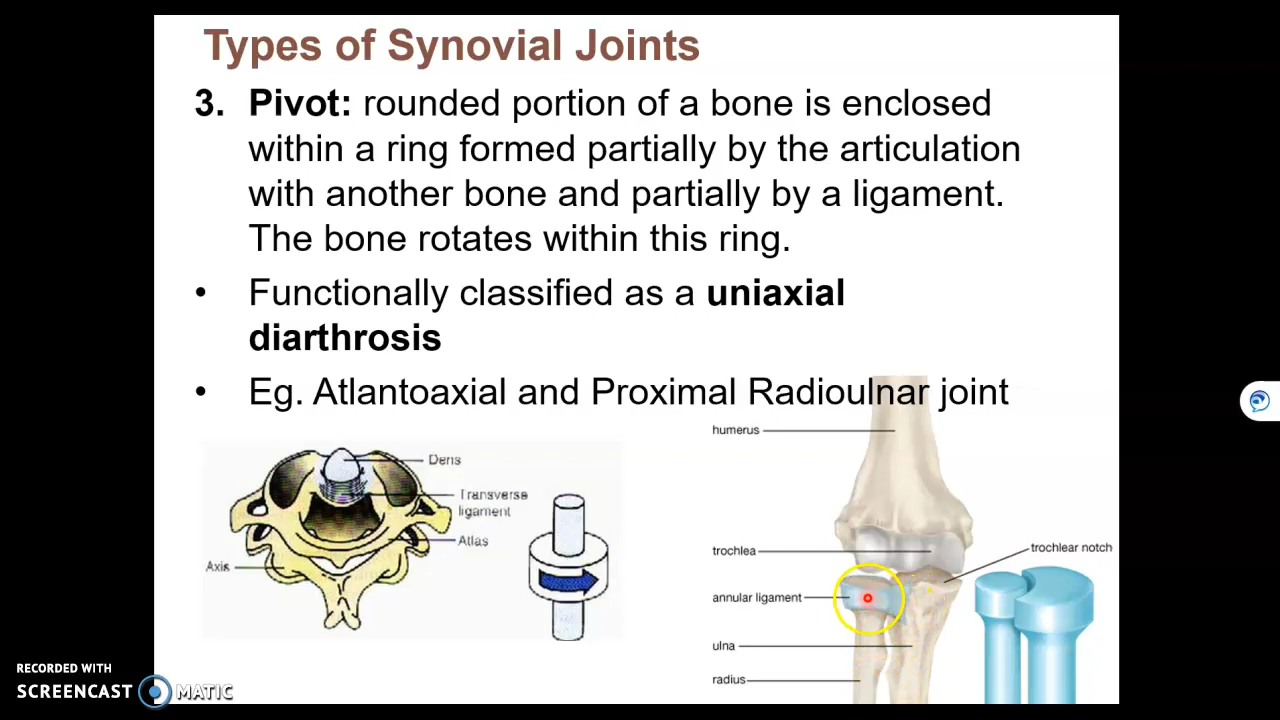 Types of Synovial Joints
3. Pivot: rounded portion of a bone is enclosed
within a ring formed partially by the articulation
with another bone and partially by a ligament.
The bone rotates within this ring.
• Functionally classified as a uniaxial
diarthrosis
• Eg. Atlantoaxial and Proximal Radioulnar joint
Dens
Transverse
ligament
Atlas
Axis
humerus
trochlea
trochlear notch
annular ligament
ulna
radius
RECORDED WITH
SCREENCAST MATIC